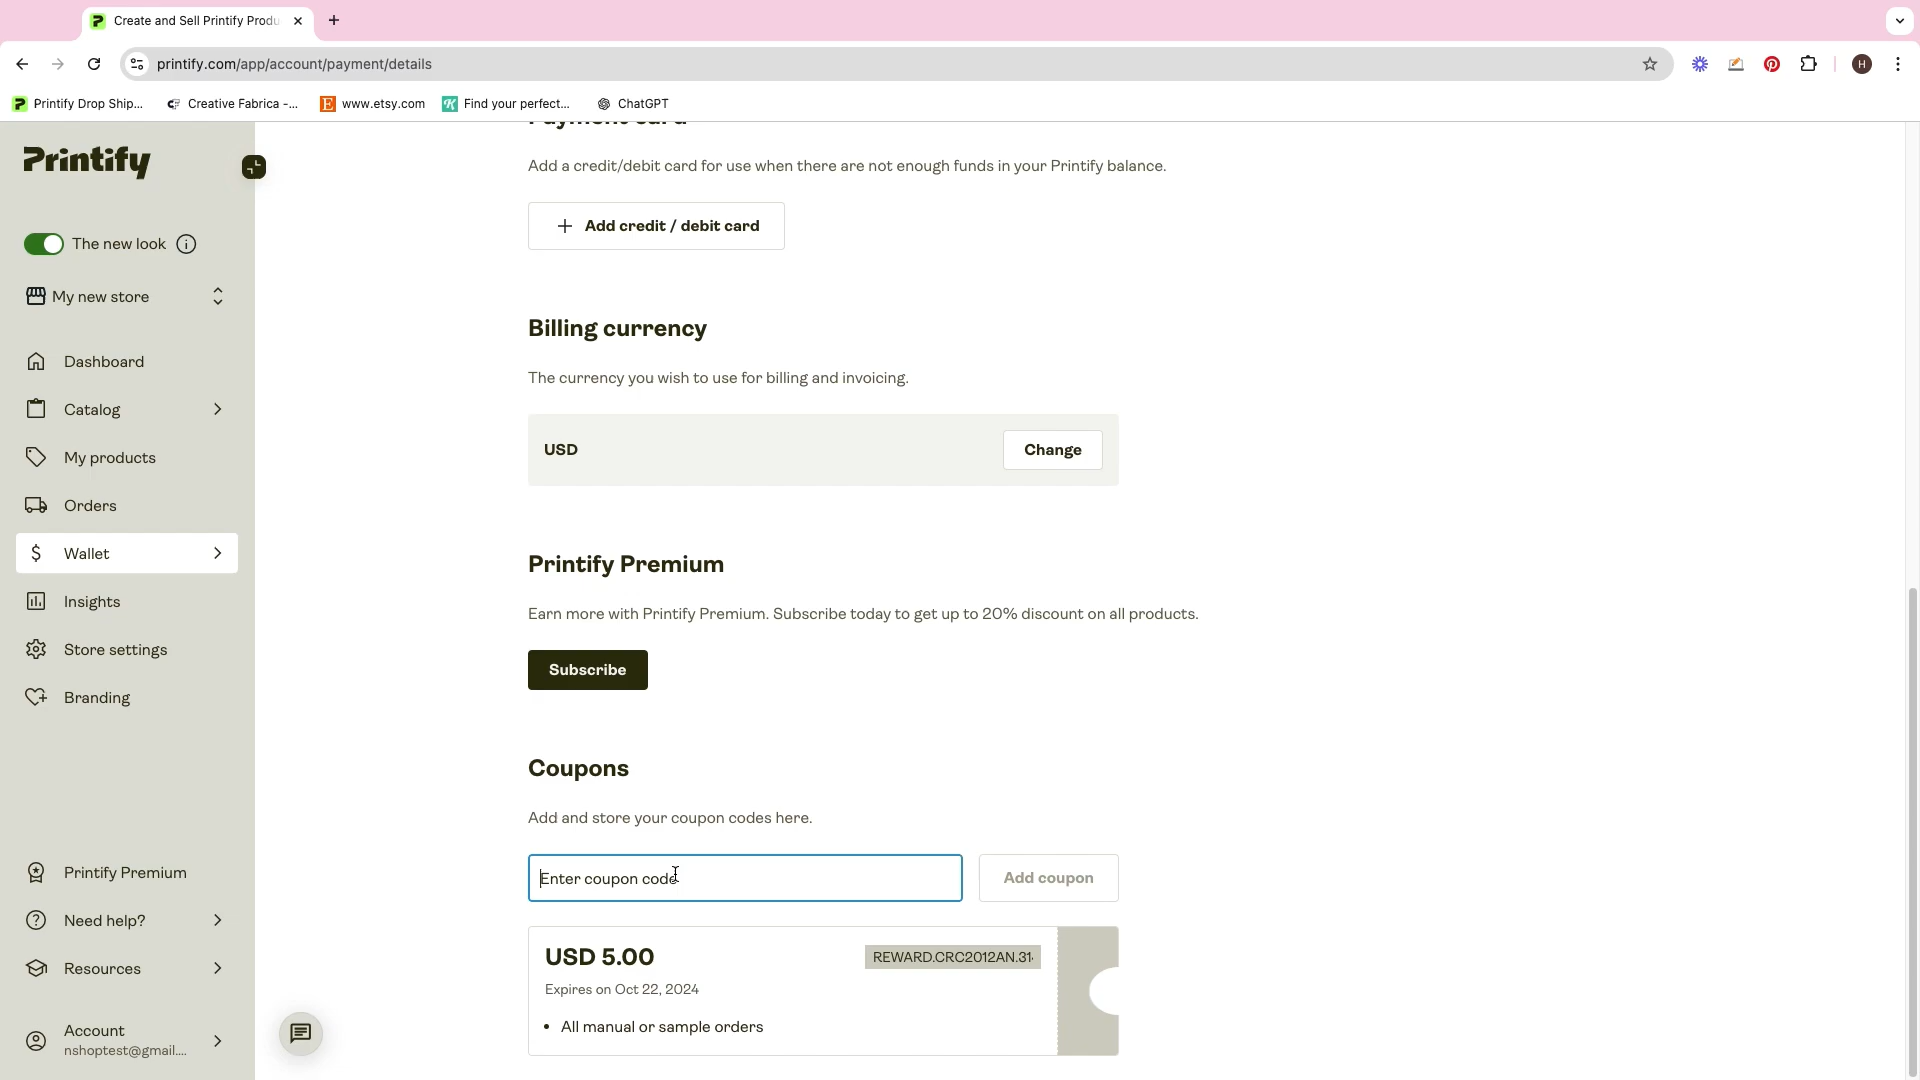 Create and Sell Printify Produ
printify.com/app/account/payment/details
H
Printify Drop Ship...
Creative Fabrica -...
www.etsy.com
Find your perfect...
ChatGPT
Printify
The new look
My new store
Dashboard
Catalog
My products
Orders
Wallet
Insights
Store settings
Branding
Printify Premium
Need help?
Resources
Account
nshoptest@gmail....
Payment card
Add a credit/debit card for use when there are not enough funds in your Printify balance.
Add credit / debit card
Billing currency
The currency you wish to use for billing and invoicing.
USD
Change
Printify Premium
Earn more with Printify Premium. Subscribe today to get up to 20% discount on all products.
Subscribe
Coupons
Add and store your coupon codes here.
Enter coupon code
Add coupon
USD 5.00
REWARD.CRC2012AN.31
Expires on Oct 22, 2024
• All manual or sample orders